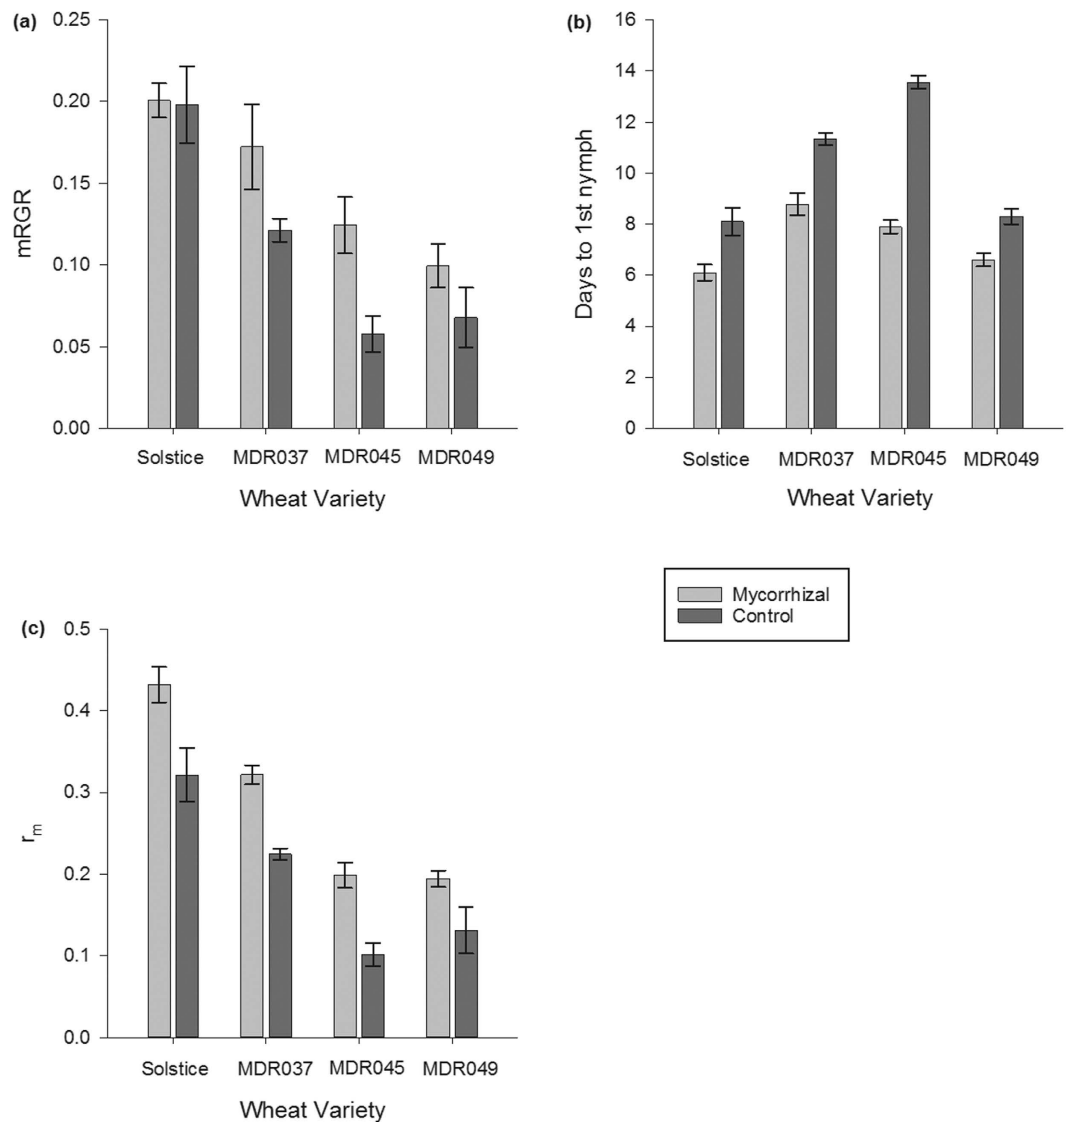 (a)
0.25
0.20
0.15
0.10
0.05
0.00
mRGR
Solstice MDR037 MDR045 MDR049
Wheat Variety
(b)
16
14
12
10
8
6
4
2
0
Days to 1st nymph
Solstice MDR037 MDR045 MDR049
Wheat Variety
Mycorrhizal
Control
(c)
0.5
0.4
0.3
0.2
0.1
0.0
rm
Solstice MDR037 MDR045 MDR049
Wheat Variety